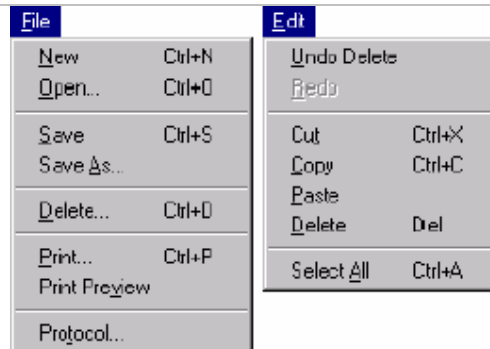 File
New Ctrl+N
Open... Ctrl+O
Save Ctrl+S
Save As...
Delete... Ctrl+D
Print... Ctrl+P
Print Preview
Protocol...
Edit
Undo Delete
Redo
Cut Ctrl+X
Copy Ctrl+C
Paste
Delete Del
Select All Ctrl+A